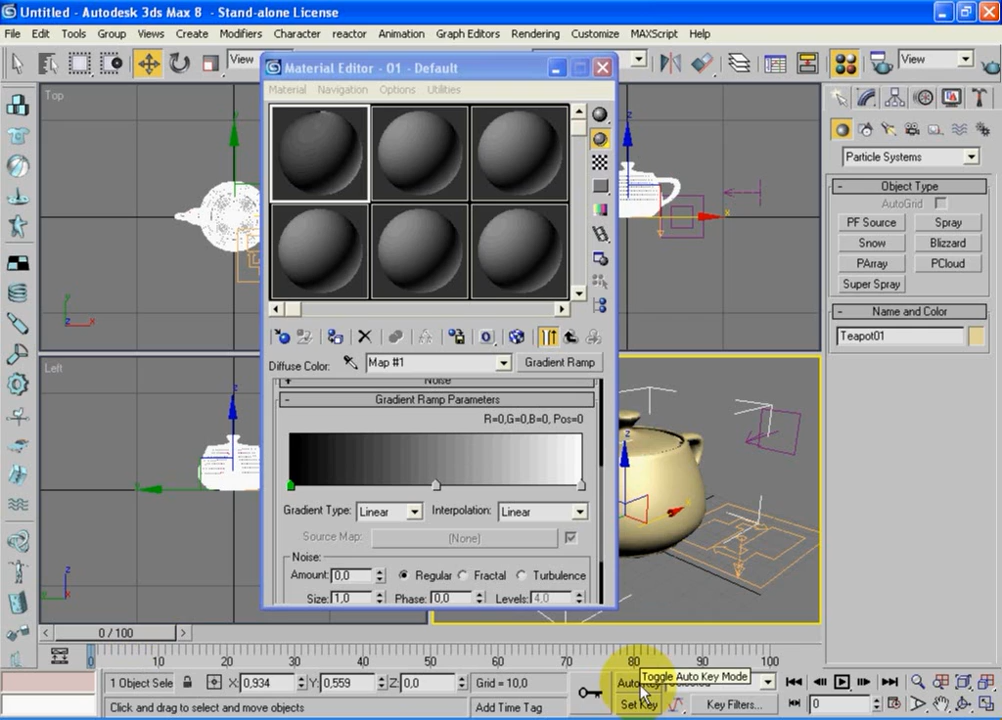 Untitled - Autodesk 3ds Max 8 - Stand-alone License
File Edit Tools Group Views Create Modifiers Character reactor Animation Graph Editors Rendering Customize MAXScript Help
View
View
Material Editor - 01 - Default
Material Navigation Options Utilities
Top
y
z
x
y
z
x
Particle Systems
- Object Type
AutoGrid
PF Source Spray
Snow Blizzard
PArray PCloud
Super Spray
- Name and Color
Teapot01
Diffuse Color: Map #1 Gradient Ramp
+ Noise
- Gradient Ramp Parameters
R=0,G=0,B=0, Pos=0
Gradient Type: Linear Interpolation: Linear
Source Map: (None)
Noise:
Amount: 0,0 Regular Fractal Turbulence
Size: 1,0 Phase: 0,0 Levels: 4,0
Left
z
z
y
0 / 100
0 10 20 30 40 50 60 70 80 90 100
1 Object Sele X: 0,934 Y: 0,559 Z: 0,0 Grid = 10,0
Auto Key
Toggle Auto Key Mode
Click and drag to select and move objects Add Time Tag Set Key Key Filters... 0